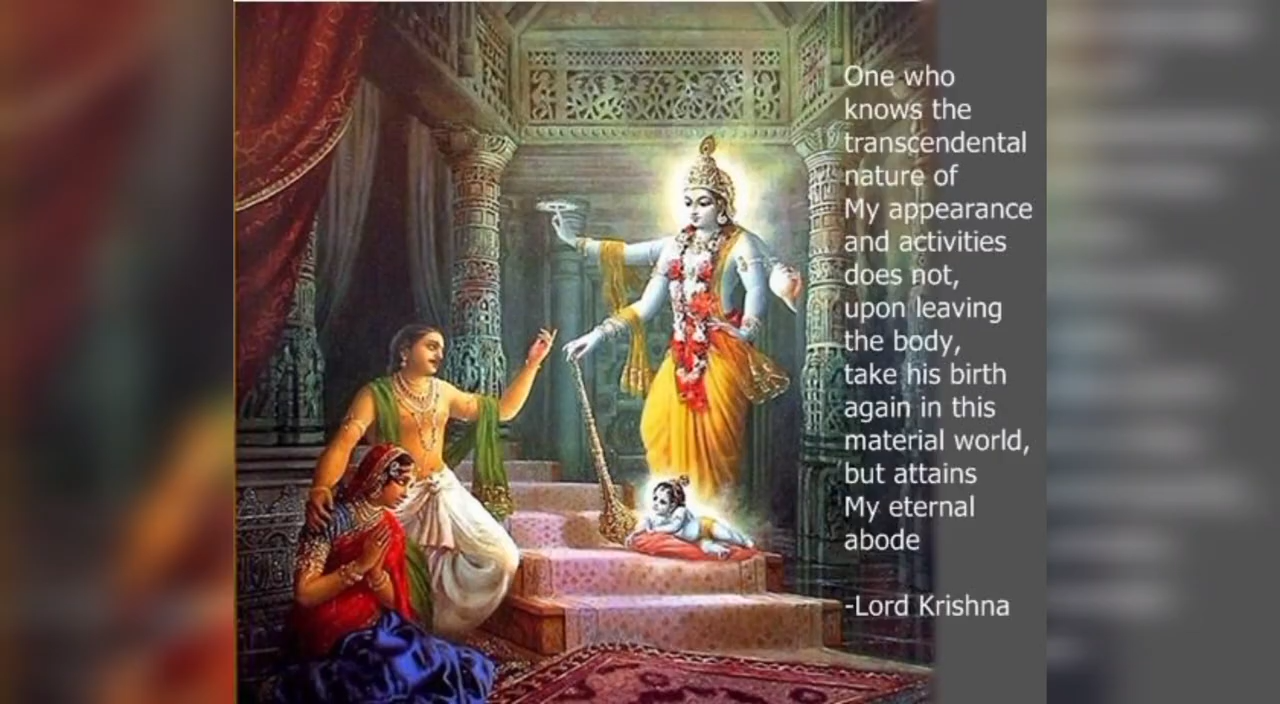 One who
knows the
transcendental
nature of
My appearance
and activities
does not,
upon leaving
the body,
take his birth
again in this
material world,
but attains
My eternal
abode
-Lord Krishna